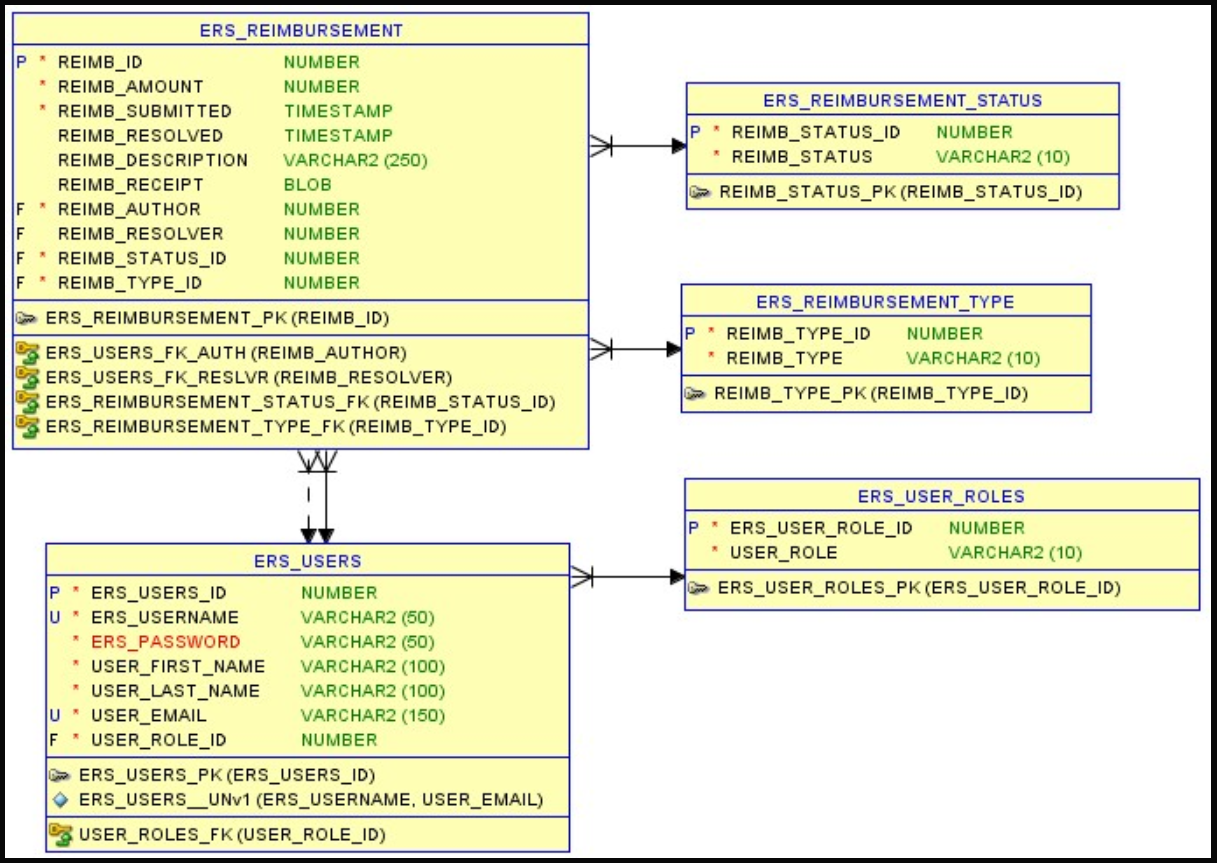 ERS_REIMBURSEMENT
P * REIMB_ID NUMBER
* REIMB_AMOUNT NUMBER
* REIMB_SUBMITTED TIMESTAMP
REIMB_RESOLVED TIMESTAMP
REIMB_DESCRIPTION VARCHAR2 (250)
REIMB_RECEIPT BLOB
F * REIMB_AUTHOR NUMBER
F REIMB_RESOLVER NUMBER
F * REIMB_STATUS_ID NUMBER
F * REIMB_TYPE_ID NUMBER
ERS_REIMBURSEMENT_PK (REIMB_ID)
ERS_USERS_FK_AUTH (REIMB_AUTHOR)
ERS_USERS_FK_RESLVR (REIMB_RESOLVER)
ERS_REIMBURSEMENT_STATUS_FK (REIMB_STATUS_ID)
ERS_REIMBURSEMENT_TYPE_FK (REIMB_TYPE_ID)
ERS_REIMBURSEMENT_STATUS
P * REIMB_STATUS_ID NUMBER
* REIMB_STATUS VARCHAR2 (10)
REIMB_STATUS_PK (REIMB_STATUS_ID)
ERS_REIMBURSEMENT_TYPE
P * REIMB_TYPE_ID NUMBER
* REIMB_TYPE VARCHAR2 (10)
REIMB_TYPE_PK (REIMB_TYPE_ID)
ERS_USER_ROLES
P * ERS_USER_ROLE_ID NUMBER
* USER_ROLE VARCHAR2 (10)
ERS_USER_ROLES_PK (ERS_USER_ROLE_ID)
ERS_USERS
P * ERS_USERS_ID NUMBER
U * ERS_USERNAME VARCHAR2 (50)
* ERS_PASSWORD VARCHAR2 (50)
* USER_FIRST_NAME VARCHAR2 (100)
* USER_LAST_NAME VARCHAR2 (100)
U * USER_EMAIL VARCHAR2 (150)
F * USER_ROLE_ID NUMBER
ERS_USERS_PK (ERS_USERS_ID)
ERS_USERS__UNv1 (ERS_USERNAME, USER_EMAIL)
USER_ROLES_FK (USER_ROLE_ID)